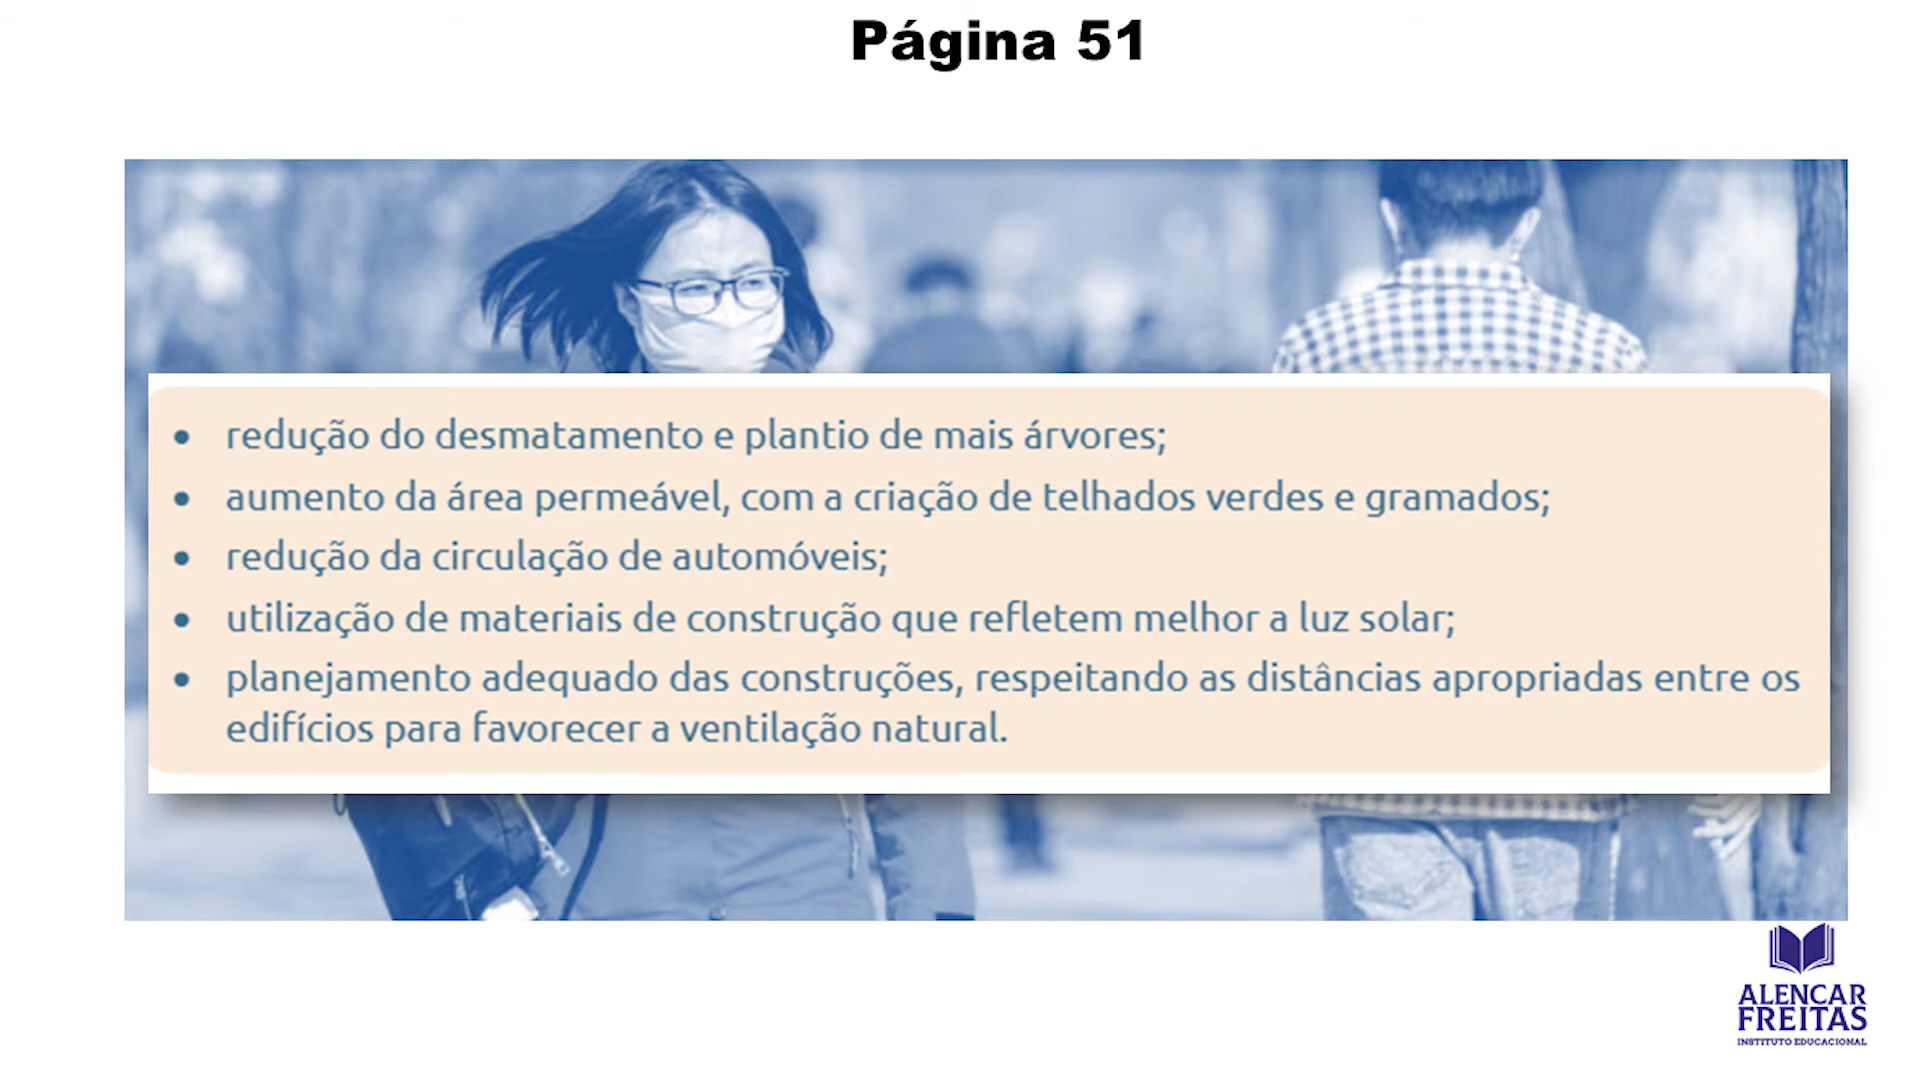 Página 51
• redução do desmatamento e plantio de mais árvores;
• aumento da área permeável, com a criação de telhados verdes e gramados;
• redução da circulação de automóveis;
• utilização de materiais de construção que refletem melhor a luz solar;
• planejamento adequado das construções, respeitando as distâncias apropriadas entre os
edifícios para favorecer a ventilação natural.
ALENCAR
FREITAS
INSTITUTO EDUCACIONAL